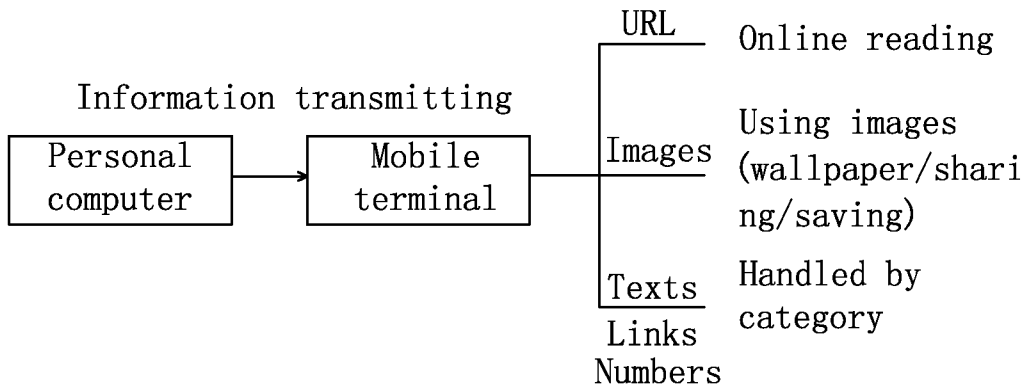 Information transmitting
Personal
computer
Mobile
terminal
URL
Online reading
Images
Using images
(wallpaper/shari
ng/saving)
Texts
Links
Numbers
Handled by
category